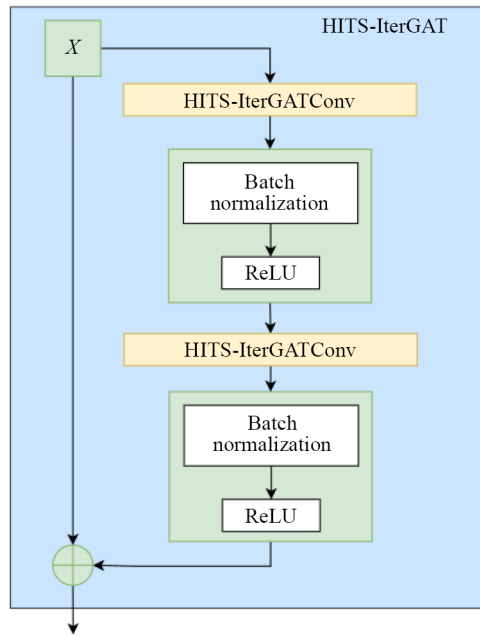 HITS-IterGAT
X
HITS-IterGATConv
Batch
normalization
ReLU
HITS-IterGATConv
Batch
normalization
ReLU